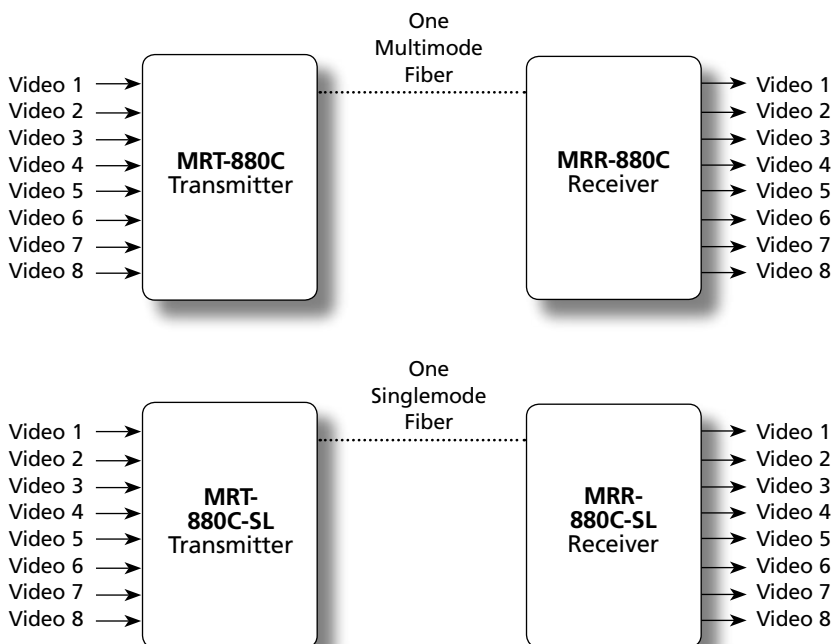 One
Multimode
Fiber
Video 1
Video 2
Video 3
Video 4
Video 5
Video 6
Video 7
Video 8
MRT-880C
Transmitter
MRR-880C
Receiver
Video 1
Video 2
Video 3
Video 4
Video 5
Video 6
Video 7
Video 8
One
Singlemode
Fiber
Video 1
Video 2
Video 3
Video 4
Video 5
Video 6
Video 7
Video 8
MRT-
880C-SL
Transmitter
MRR-
880C-SL
Receiver
Video 1
Video 2
Video 3
Video 4
Video 5
Video 6
Video 7
Video 8